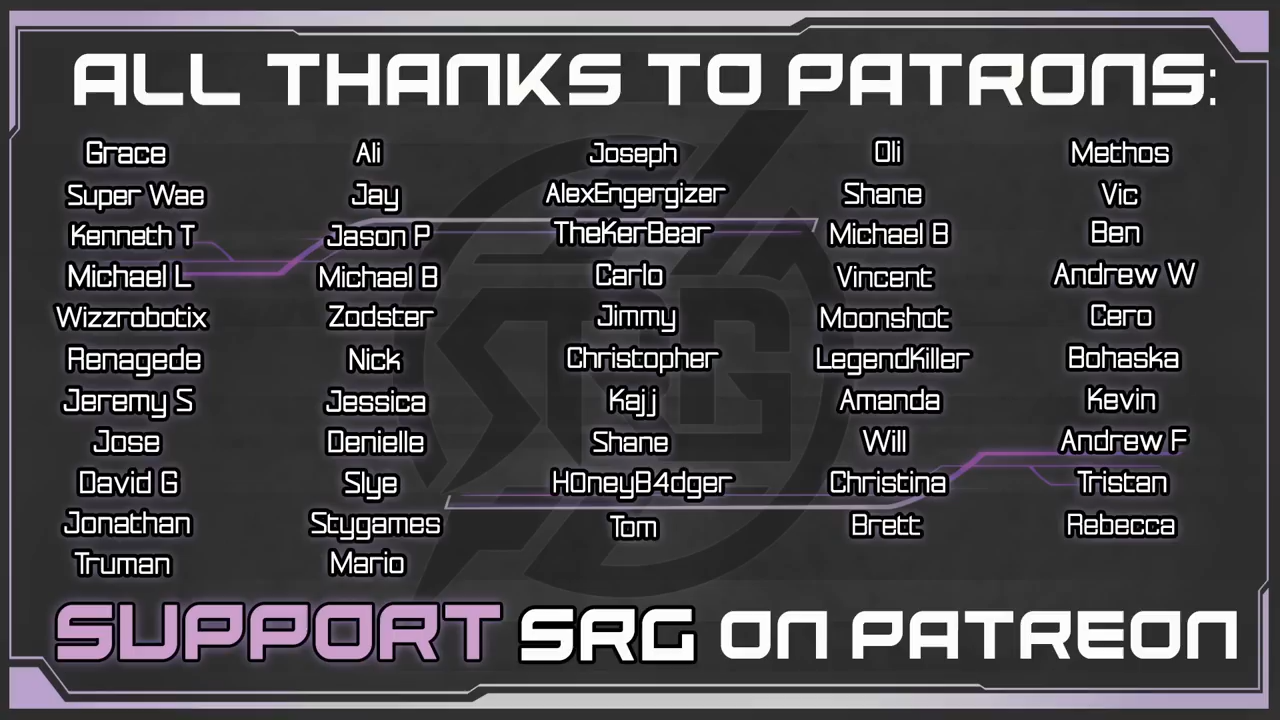 ALL THANKS TO PATRONS:
Grace Ali Joseph Oli Methos
Super Wae Jay AlexEngergizer Shane Vic
Kenneth T Jason P TheKerBear Michael B Ben
Michael L Michael B Carlo Vincent Andrew W
Wizzrobotix Zodster Jimmy Moonshot Cero
Renagede Nick Christopher LegendKiller Bohaska
Jeremy S Jessica Kajj Amanda Kevin
Jose Denielle Shane Will Andrew F
David G Slye H0neyB4dger Christina Tristan
Jonathan Stygames Tom Brett Rebecca
Truman Mario
SUPPORT SRG ON PATREON